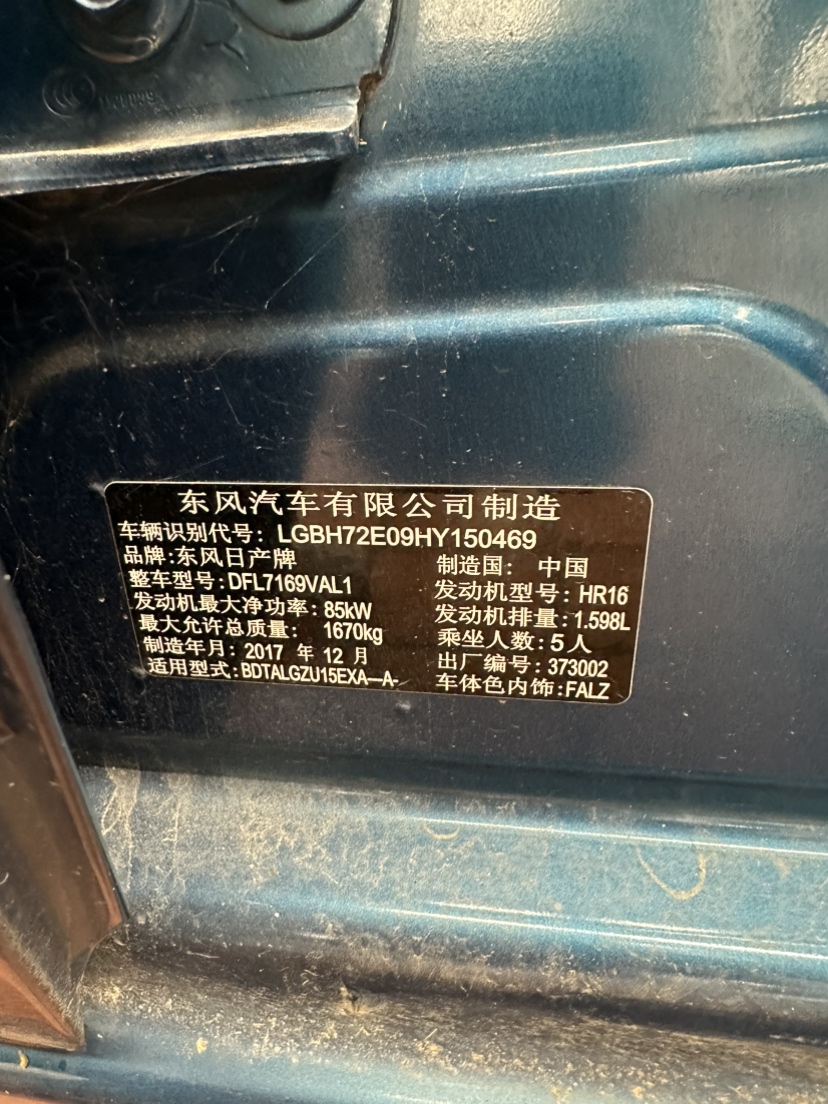 东风汽车有限公司制造
车辆识别代号: LGBH72E09HY150469
品牌:东风日产牌 制造国: 中国
整车型号:DFL7169VAL1 发动机型号:HR16
发动机最大净功率:85kW 发动机排量:1.598L
最大允许总质量: 1670kg 乘坐人数:5人
制造年月:2017 年 12 月 出厂编号:373002
适用型式:BDTALGZU15EXA—A- 车体色内饰:FALZ